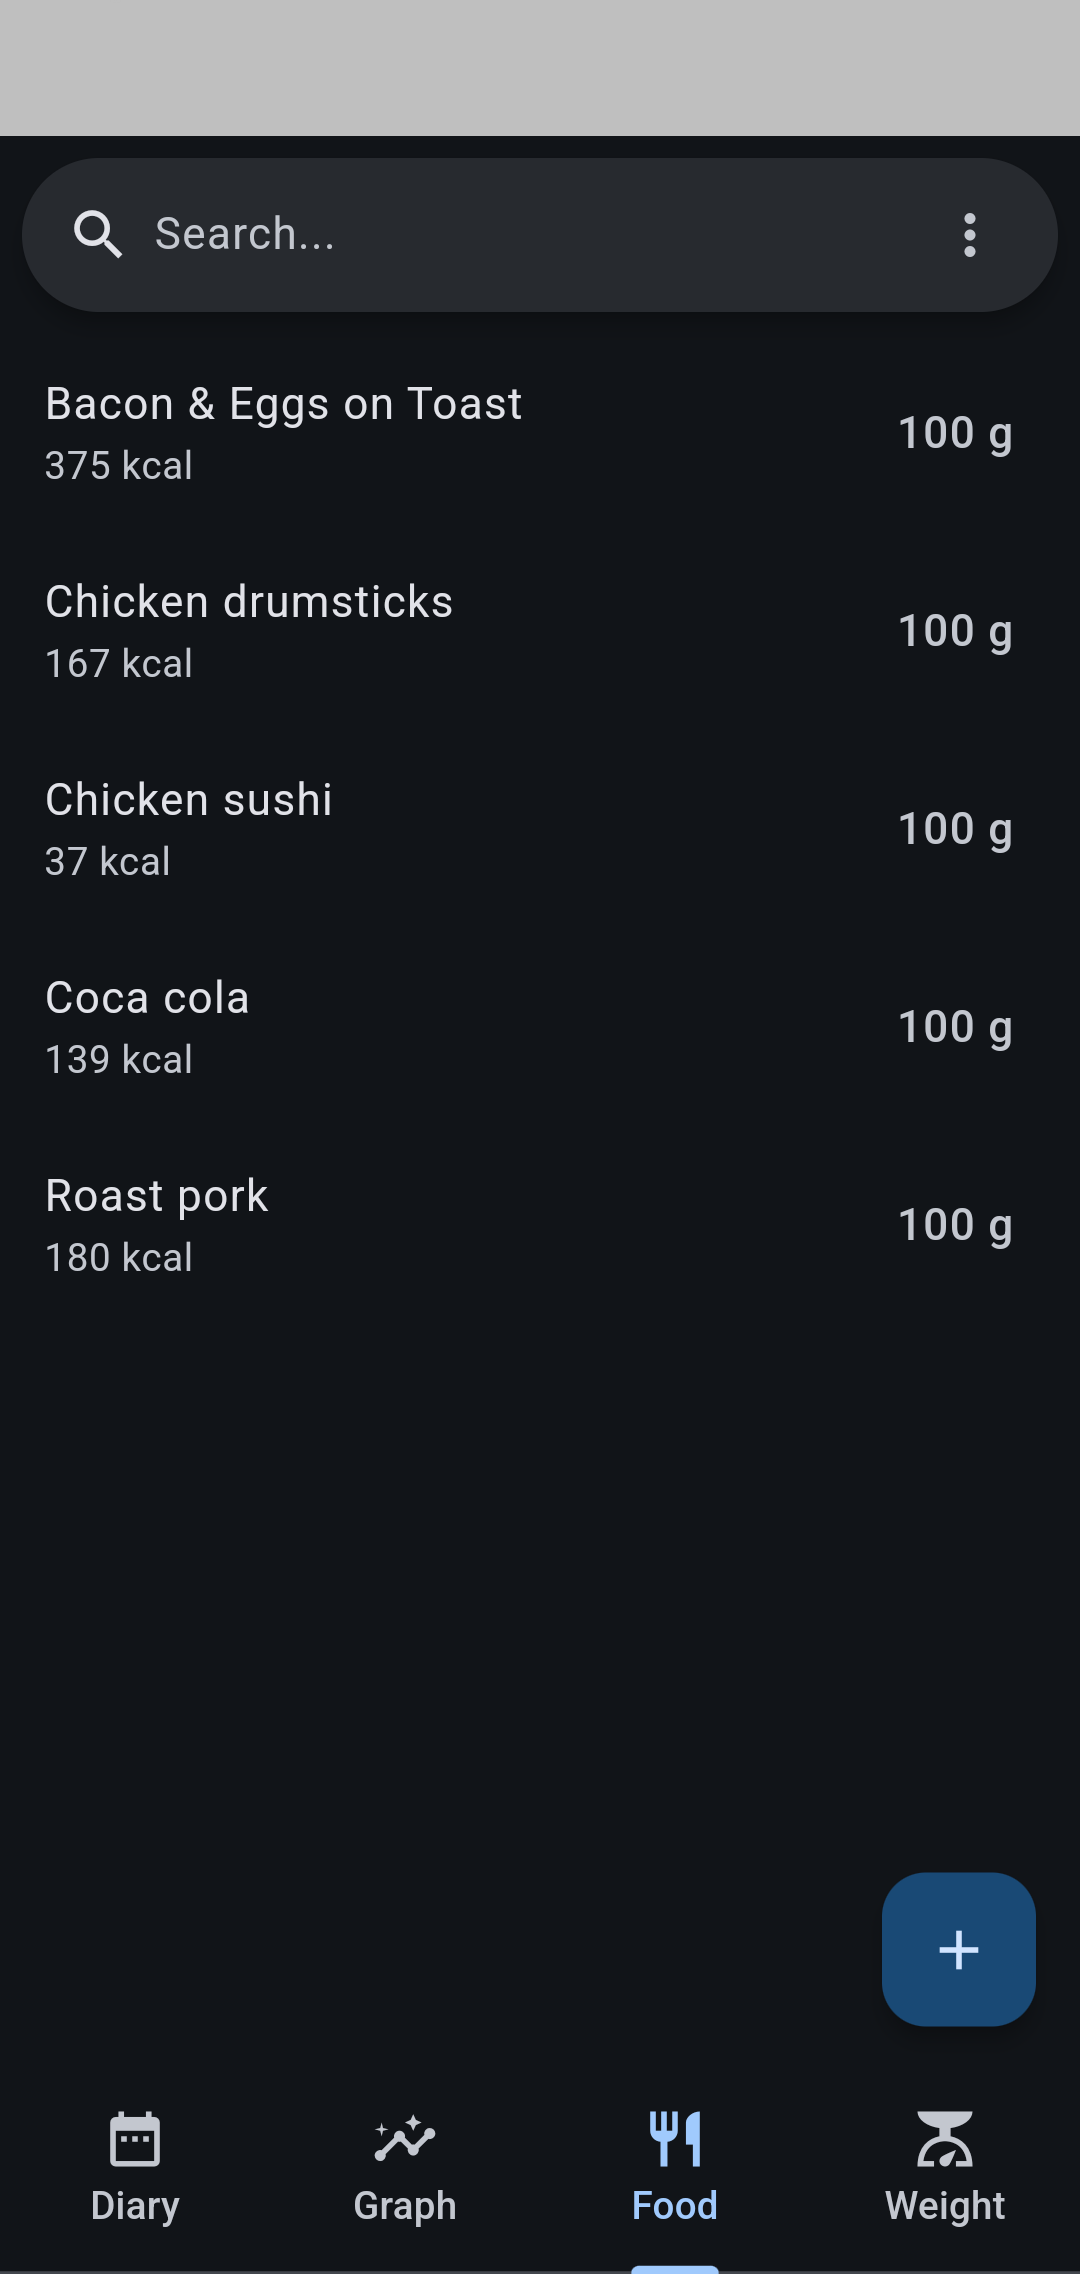 Search...
Bacon & Eggs on Toast
375 kcal
100 g
Chicken drumsticks
167 kcal
100 g
Chicken sushi
37 kcal
100 g
Coca cola
139 kcal
100 g
Roast pork
180 kcal
100 g
Diary
Graph
Food
Weight